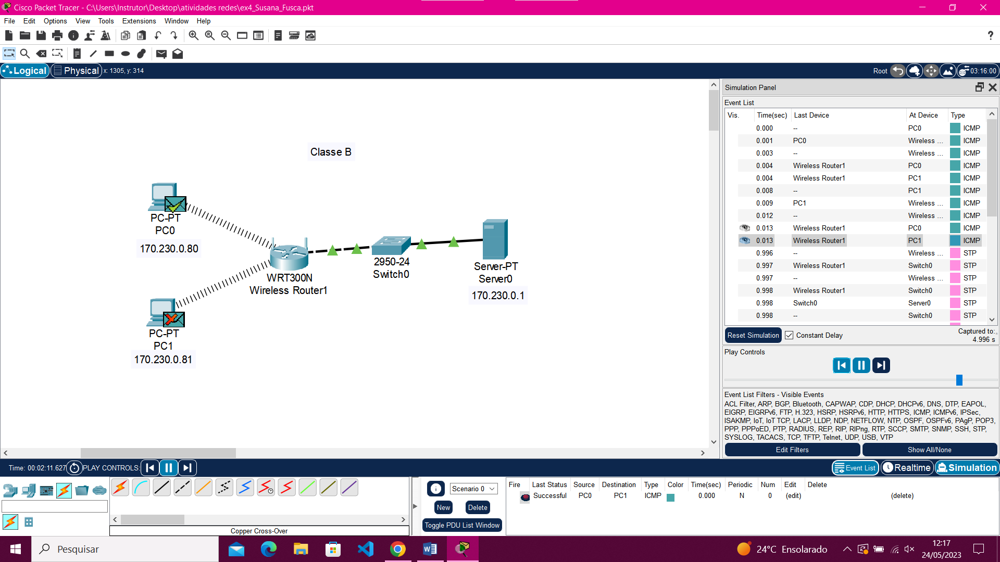 Cisco Packet Tracer - C:\Users\Instrutor\Desktop\atividades redes\ex4_Susana_Fusca.pkt
File Edit Options View Tools Extensions Window Help
Logical Physical x: 1305, y: 314 Root 03:16:00
Classe B
PC-PT
PC0
170.230.0.80
WRT300N
Wireless Router1
2950-24
Switch0
Server-PT
Server0
170.230.0.1
PC-PT
PC1
170.230.0.81
Simulation Panel
Event List
Vis. Time(sec) Last Device At Device Type
0.000 -- PC0 ICMP
0.001 PC0 Wireless ... ICMP
0.003 -- Wireless ... ICMP
0.004 Wireless Router1 PC0 ICMP
0.004 Wireless Router1 PC1 ICMP
0.008 -- PC1 ICMP
0.009 PC1 Wireless ... ICMP
0.012 -- Wireless ... ICMP
0.013 Wireless Router1 PC0 ICMP
0.013 Wireless Router1 PC1 ICMP
0.996 -- Wireless ... STP
0.997 Wireless Router1 Switch0 STP
0.997 -- Wireless ... STP
0.998 Wireless Router1 Switch0 STP
0.998 Switch0 Server0 STP
0.998 -- Switch0 STP
Reset Simulation Constant Delay Captured to:
4.996 s
Play Controls
Event List Filters - Visible Events
ACL Filter, ARP, BGP, Bluetooth, CAPWAP, CDP, DHCP, DHCPv6, DNS, DTP, EAPOL,
EIGRP, EIGRPv6, FTP, H.323, HSRP, HSRPv6, HTTP, HTTPS, ICMP, ICMPv6, IPSec,
ISAKMP, IoT, IoT TCP, LACP, LLDP, NDP, NETFLOW, NTP, OSPF, OSPFv6, PAgP, POP3,
PPP, PPPoED, PTP, RADIUS, REP, RIP, RIPng, RTP, SCCP, SMTP, SNMP, SSH, STP,
SYSLOG, TACACS, TCP, TFTP, Telnet, UDP, USB, VTP
Edit Filters Show All/None
Time: 00:02:11.627 PLAY CONTROLS: Event List Realtime Simulation
Scenario 0
New Delete
Toggle PDU List Window
Fire Last Status Source Destination Type Color Time(sec) Periodic Num Edit Delete
Successful PC0 PC1 ICMP 0.000 N 0 (edit) (delete)
Copper Cross-Over
Pesquisar
24°C Ensolarado
12:17
24/05/2023